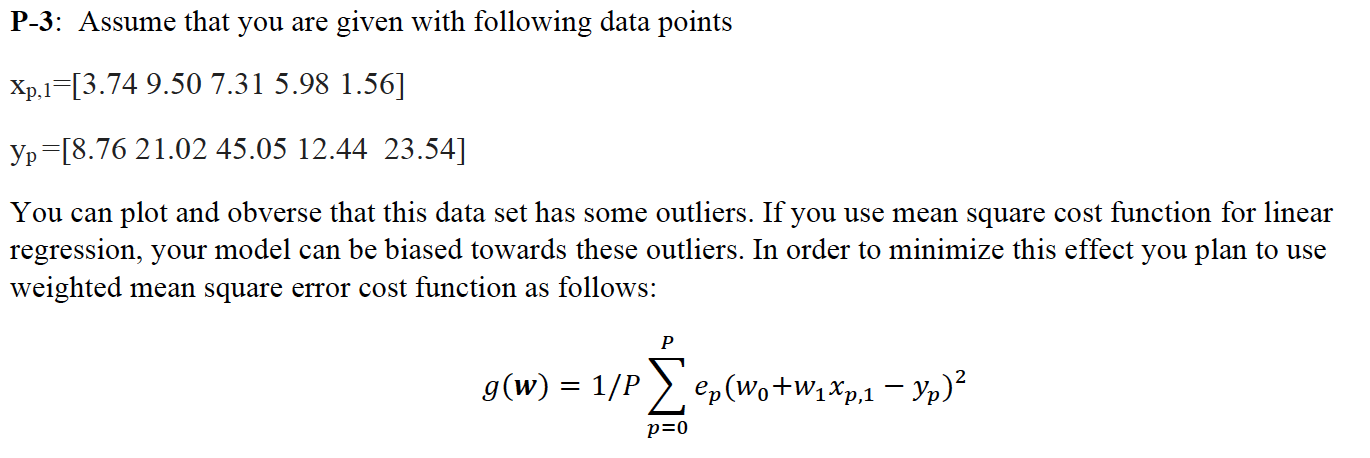 P-3: Assume that you are given with following data points
xp,1=[3.74 9.50 7.31 5.98 1.56]
yp=[8.76 21.02 45.05 12.44 23.54]
You can plot and obverse that this data set has some outliers. If you use mean square cost function for linear
regression, your model can be biased towards these outliers. In order to minimize this effect you plan to use
weighted mean square error cost function as follows:
g(w) = 1/P ∑_{p=0}^{P} e_p(w_0+w_1x_{p,1} − y_p)^2